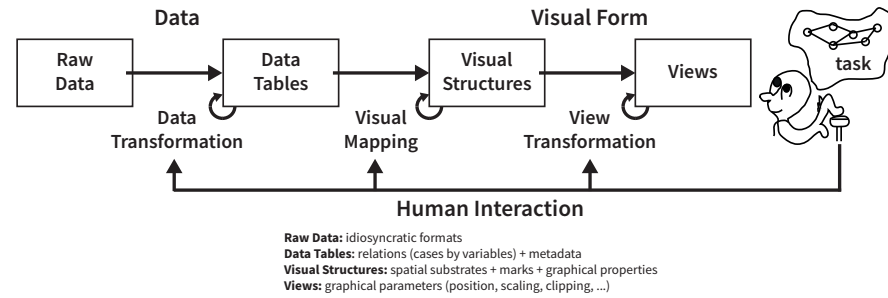 Data
Visual Form
Raw
Data
Data
Tables
Visual
Structures
Views
task
Data
Transformation
Visual
Mapping
View
Transformation
Human Interaction
Raw Data: idiosyncratic formats
Data Tables: relations (cases by variables) + metadata
Visual Structures: spatial substrates + marks + graphical properties
Views: graphical parameters (position, scaling, clipping, ...)